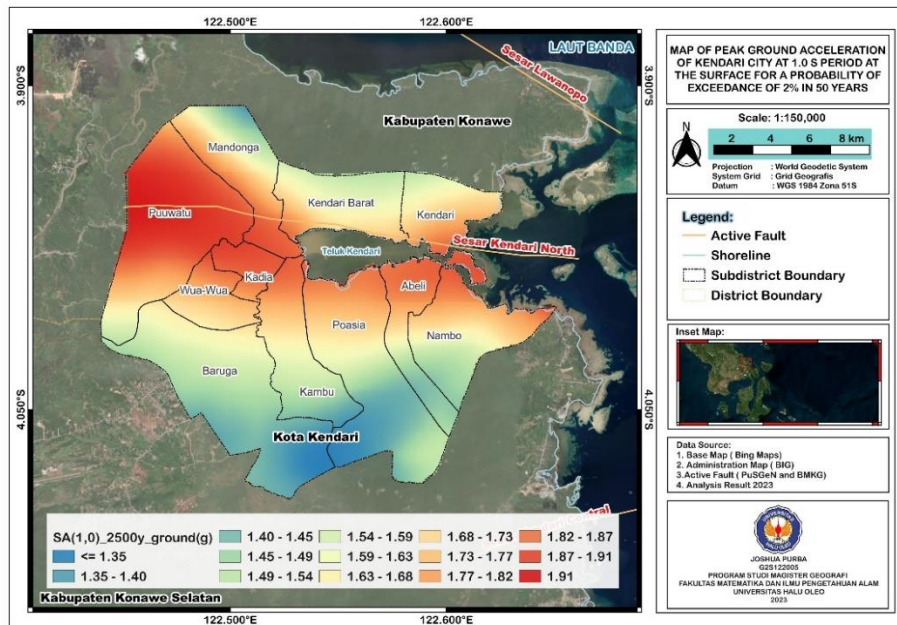 122.500°E
122.600°E
3.900°S
4.050°S
LAUT BANDA
Sesar Lawanopo
Kabupaten Konawe
Mandonga
Kendari Barat
Kendari
Puuwatu
Teluk Kendari
Sesar Kendari North
Kadia
Wua-Wua
Abeli
Poasia
Nambo
Baruga
Kambu
Kota Kendari
Central
SA(1,0)_2500y_ground(g)
<= 1.35
1.35 - 1.40
1.40 - 1.45
1.45 - 1.49
1.49 - 1.54
1.54 - 1.59
1.59 - 1.63
1.63 - 1.68
1.68 - 1.73
1.73 - 1.77
1.77 - 1.82
1.82 - 1.87
1.87 - 1.91
1.91
Kabupaten Konawe Selatan
3.900°S
4.050°S
122.500°E
122.600°E
MAP OF PEAK GROUND ACCELERATION
OF KENDARI CITY AT 1.0 S PERIOD AT
THE SURFACE FOR A PROBABILITY OF
EXCEEDANCE OF 2% IN 50 YEARS
N
Scale: 1:150,000
2 4 6 8 km
Projection : World Geodetic System
System Grid : Grid Geografis
Datum : WGS 1984 Zona 51S
Legend:
Active Fault
Shoreline
Subdistrict Boundary
District Boundary
Inset Map:
Data Source:
1. Base Map ( Bing Maps)
2. Administration Map ( BIG)
3.Active Fault ( PuSGeN and BMKG)
4. Analysis Result 2023
JOSHUA PURBA
G2S122005
PROGRAM STUDI MAGISTER GEOGRAFI
FAKULTAS MATEMATIKA DAN ILMU PENGETAHUAN ALAM
UNIVERSITAS HALU OLEO
2023